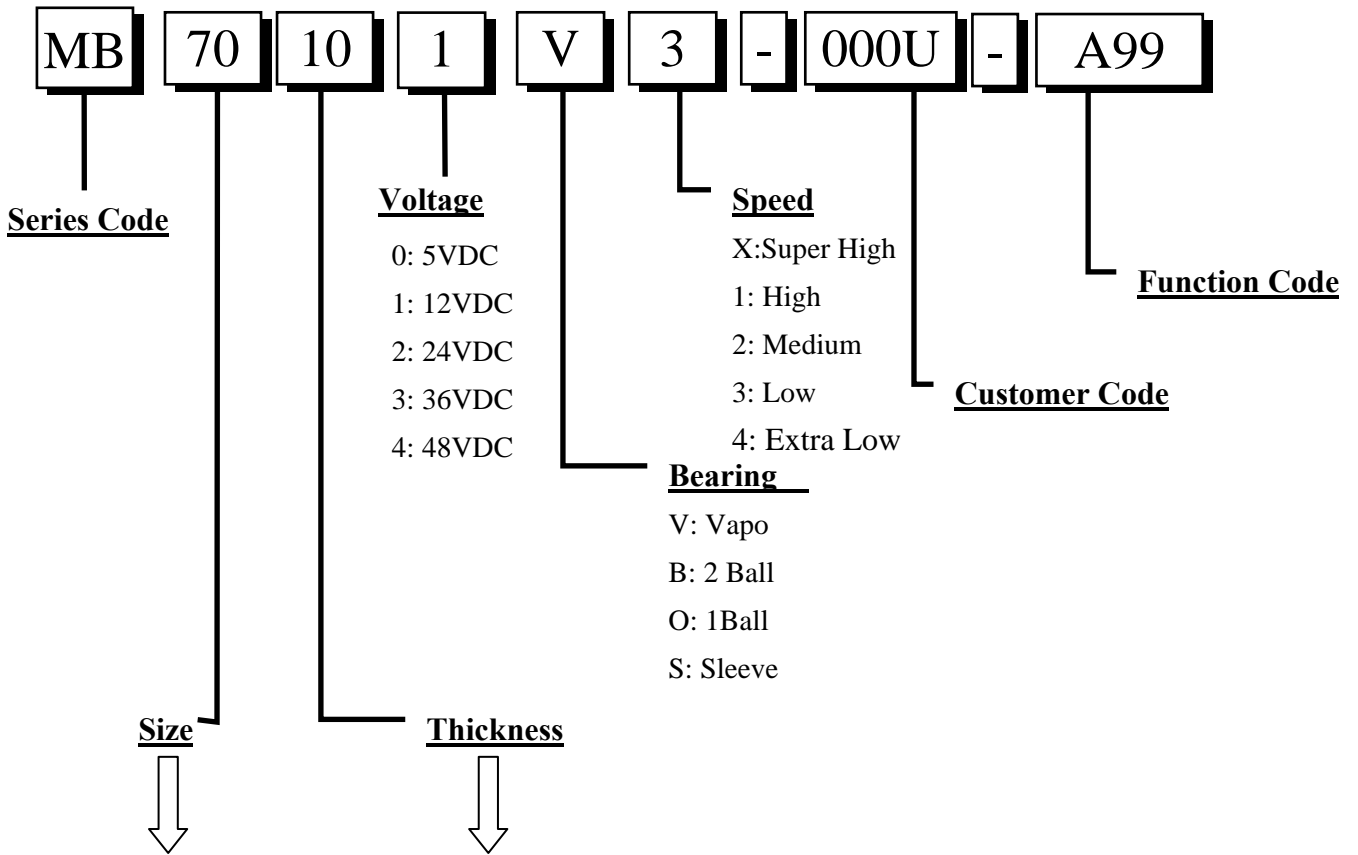 MB 70 10 1 V 3 - 000U - A99
Series Code
Voltage
0: 5VDC
1: 12VDC
2: 24VDC
3: 36VDC
4: 48VDC
Speed
X:Super High
1: High
2: Medium
3: Low
4: Extra Low
Function Code
Customer Code
Bearing
V: Vapo
B: 2 Ball
O: 1Ball
S: Sleeve
Size
Thickness